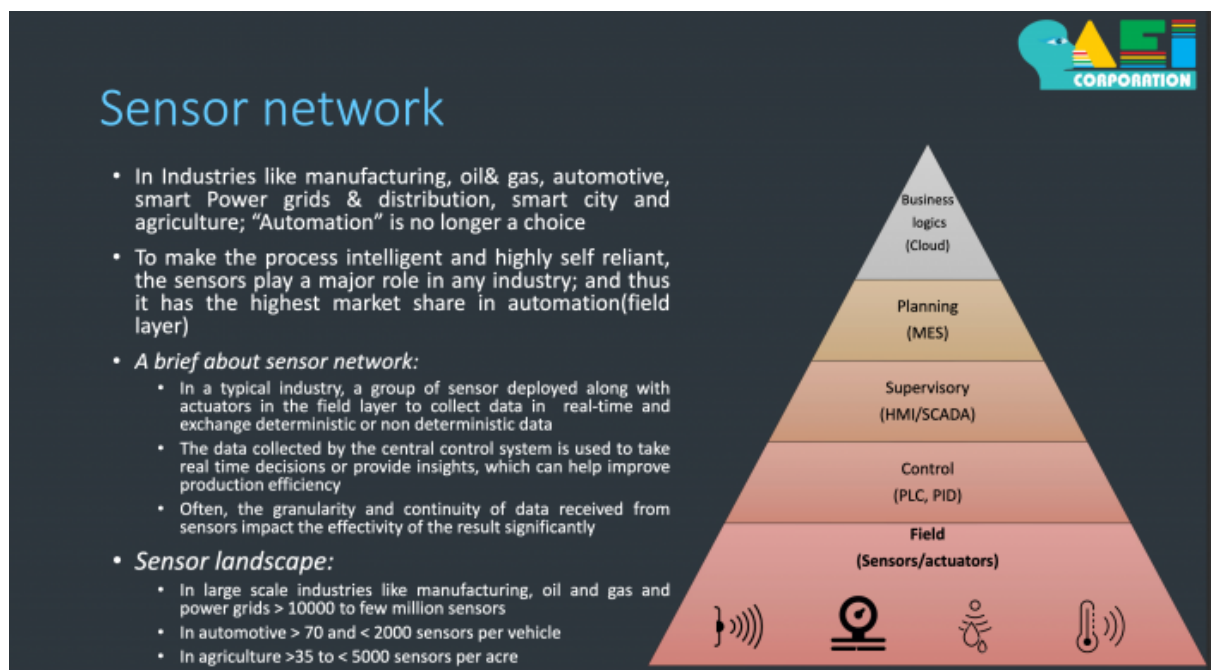 AEi
CORPORATION
Sensor network
• In Industries like manufacturing, oil& gas, automotive,
smart Power grids & distribution, smart city and
agriculture; “Automation” is no longer a choice
• To make the process intelligent and highly self reliant,
the sensors play a major role in any industry; and thus
it has the highest market share in automation(field
layer)
• A brief about sensor network:
• In a typical industry, a group of sensor deployed along with
actuators in the field layer to collect data in real-time and
exchange deterministic or non deterministic data
• The data collected by the central control system is used to take
real time decisions or provide insights, which can help improve
production efficiency
• Often, the granularity and continuity of data received from
sensors impact the effectivity of the result significantly
• Sensor landscape:
• In large scale industries like manufacturing, oil and gas and
power grids > 10000 to few million sensors
• In automotive > 70 and < 2000 sensors per vehicle
• In agriculture >35 to < 5000 sensors per acre
Business
logics
(Cloud)
Planning
(MES)
Supervisory
(HMI/SCADA)
Control
(PLC, PID)
Field
(Sensors/actuators)